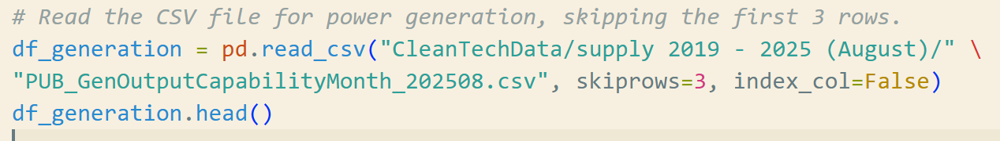 # Read the CSV file for power generation, skipping the first 3 rows.
df_generation = pd.read_csv("CleanTechData/supply 2019 - 2025 (August)/" \
"PUB_GenOutputCapabilityMonth_202508.csv", skiprows=3, index_col=False)
df_generation.head()